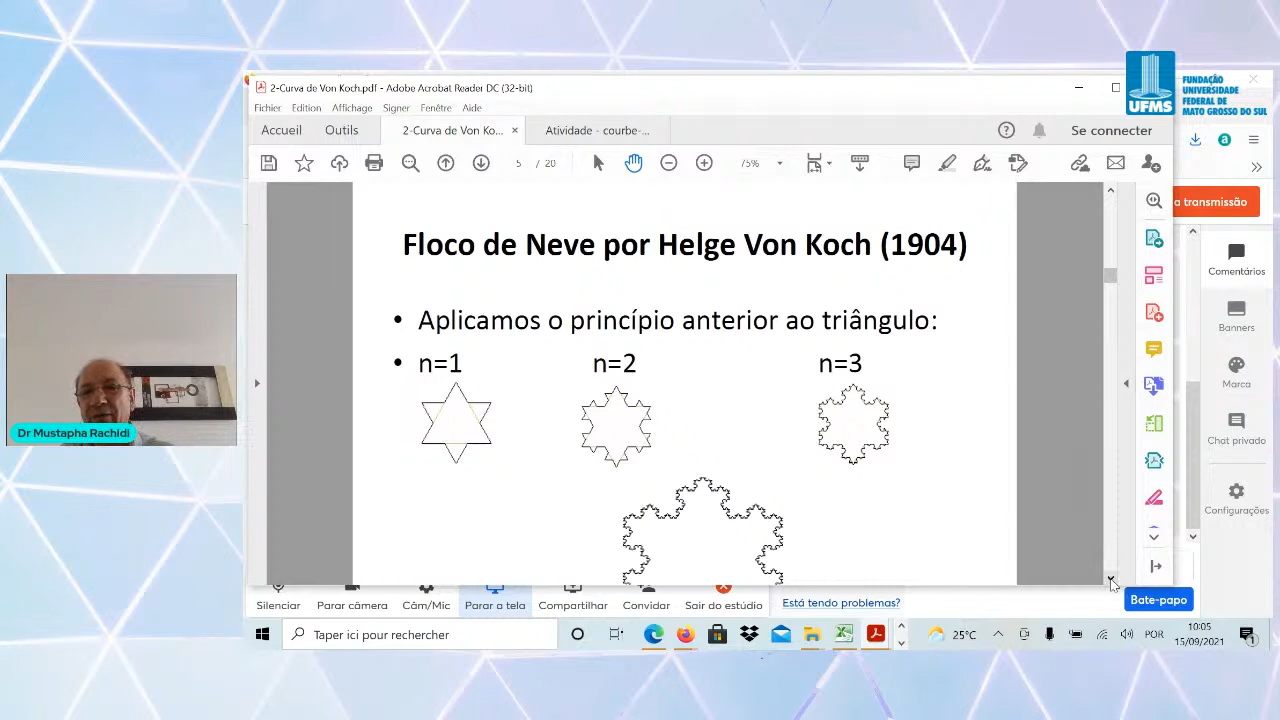 2-Curva de Von Koch.pdf - Adobe Acrobat Reader DC (32-bit)
Fichier Edition Affichage Signer Fenêtre Aide
Accueil Outils 2-Curva de Von Ko... × Atividade - courbe-... Se connecter
5 / 20 75%
UFMS
FUNDAÇÃO
UNIVERSIDADE
FEDERAL DE
MATO GROSSO DO SUL
Floco de Neve por Helge Von Koch (1904)
• Aplicamos o princípio anterior ao triângulo:
• n=1 n=2 n=3
Dr Mustapha Rachidi
a transmissão
Comentários
Banners
Marca
Chat privado
Configurações
Silenciar Parar câmera Câm/Mic Parar a tela Compartilhar Convidar Sair do estúdio
Está tendo problemas?
Bate-papo
Taper ici pour rechercher
25°C
POR
10:05
15/09/2021